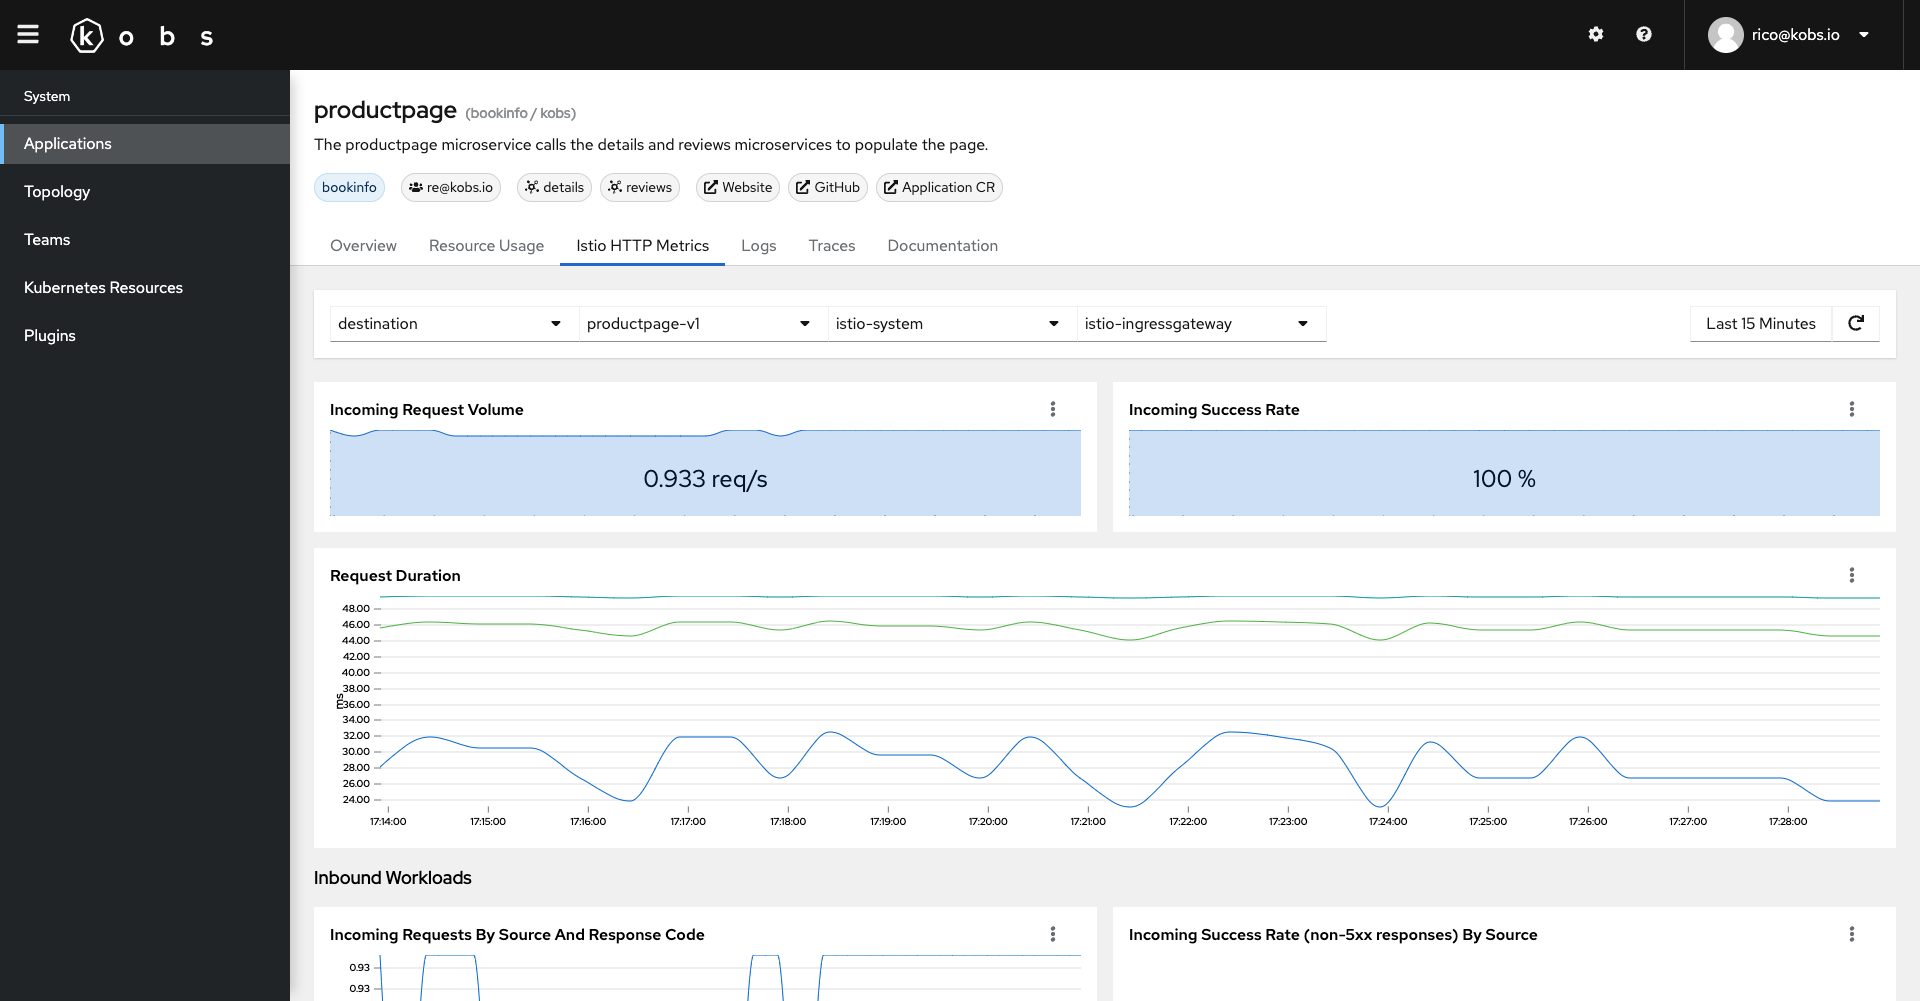 k o b s
rico@kobs.io
System
Applications
Topology
Teams
Kubernetes Resources
Plugins
productpage (bookinfo / kobs)
The productpage microservice calls the details and reviews microservices to populate the page.
bookinfo re@kobs.io details reviews Website GitHub Application CR
Overview Resource Usage Istio HTTP Metrics Logs Traces Documentation
destination productpage-v1 istio-system istio-ingressgateway Last 15 Minutes
Incoming Request Volume
0.933 req/s
Incoming Success Rate
100 %
Request Duration
ms
48.00
46.00
44.00
42.00
40.00
38.00
36.00
34.00
32.00
30.00
28.00
26.00
24.00
17:14:00 17:15:00 17:16:00 17:17:00 17:18:00 17:19:00 17:20:00 17:21:00 17:22:00 17:23:00 17:24:00 17:25:00 17:26:00 17:27:00 17:28:00
Inbound Workloads
Incoming Requests By Source And Response Code
0.93
0.93
Incoming Success Rate (non-5xx responses) By Source